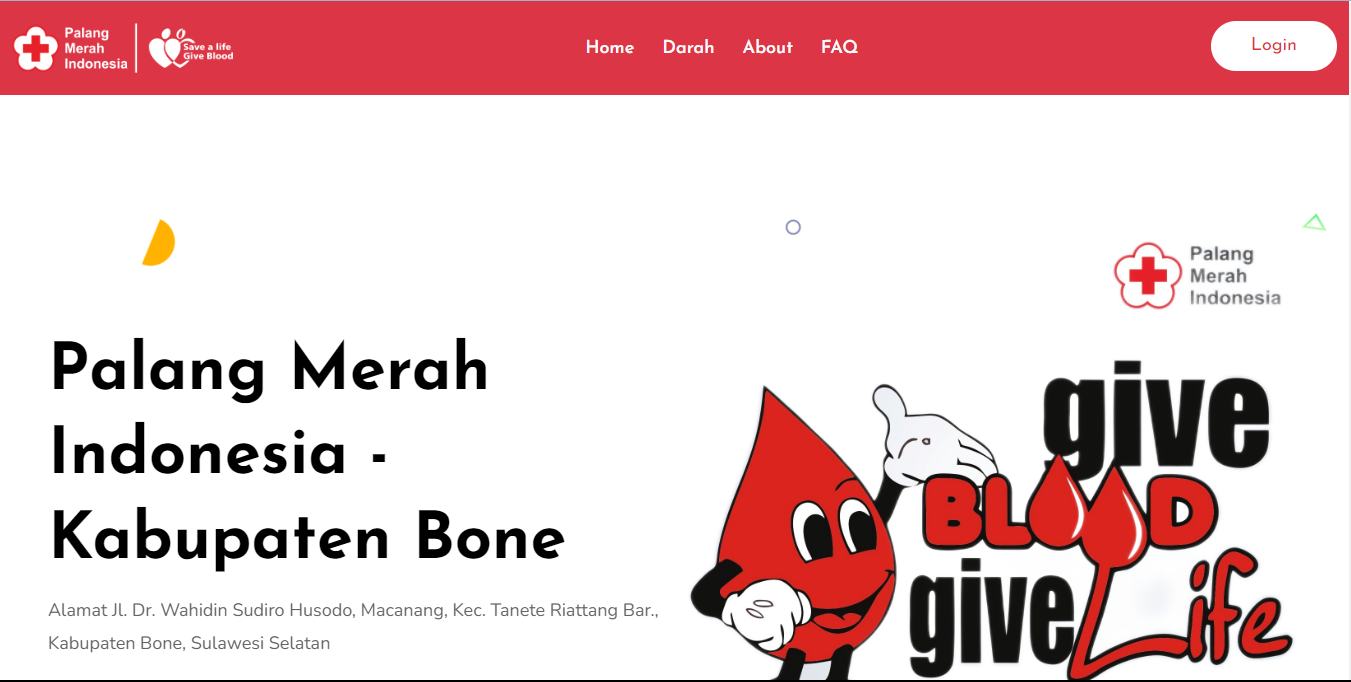 Palang
Merah
Indonesia
Save a life
Give Blood
Home Darah About FAQ
Login
Palang
Merah
Indonesia
Palang Merah
Indonesia -
Kabupaten Bone
Alamat Jl. Dr. Wahidin Sudiro Husodo, Macanang, Kec. Tanete Riattang Bar.,
Kabupaten Bone, Sulawesi Selatan
give
BLOOD
give Life